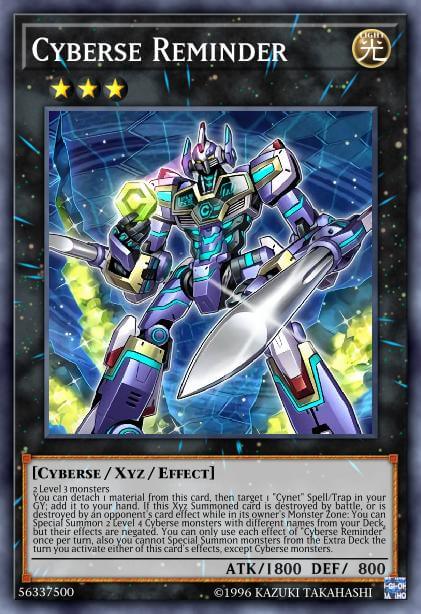 CYBERSE REMINDER
LIGHT
光
[CYBERSE / XYZ / EFFECT]
2 Level 3 monsters
You can detach 1 material from this card, then target 1 "Cynet" Spell/Trap in your
GY; add it to your hand. If this Xyz Summoned card is destroyed by battle, or is
destroyed by an opponent's card effect while in its owner's Monster Zone: You can
Special Summon 2 Level 4 Cyberse monsters with different names from your Deck,
but their effects are negated. You can only use each effect of "Cyberse Reminder"
once per turn, also you cannot Special Summon monsters from the Extra Deck the
turn you activate either of this card's effects, except Cyberse monsters.
ATK/1800 DEF/ 800
56337500
©1996 KAZUKI TAKAHASHI